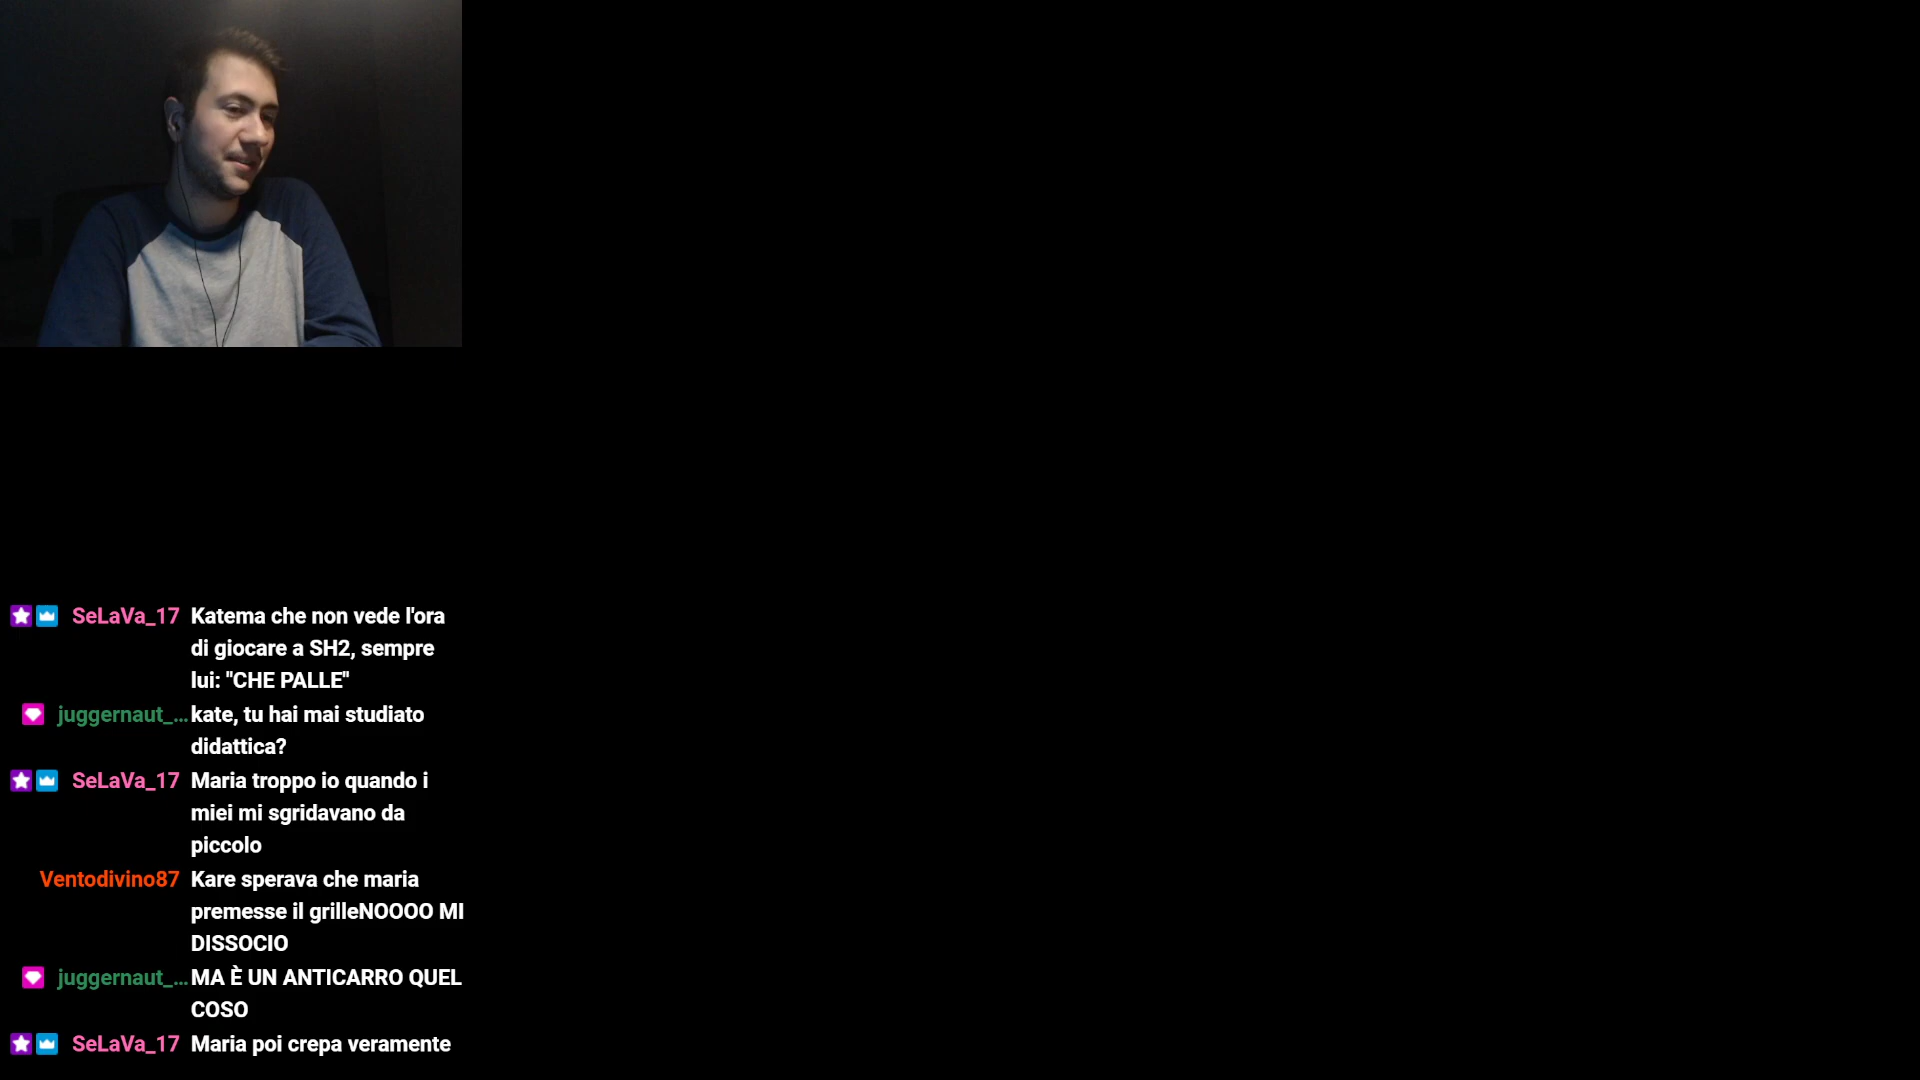 SeLaVa_17 Katema che non vede l'ora
di giocare a SH2, sempre
lui: "CHE PALLE"
juggernaut_... kate, tu hai mai studiato
didattica?
SeLaVa_17 Maria troppo io quando i
miei mi sgridavano da
piccolo
Ventodivino87 Kare sperava che maria
premesse il grilleNOOOO MI
DISSOCIO
juggernaut_... MA È UN ANTICARRO QUEL
COSO
SeLaVa_17 Maria poi crepa veramente